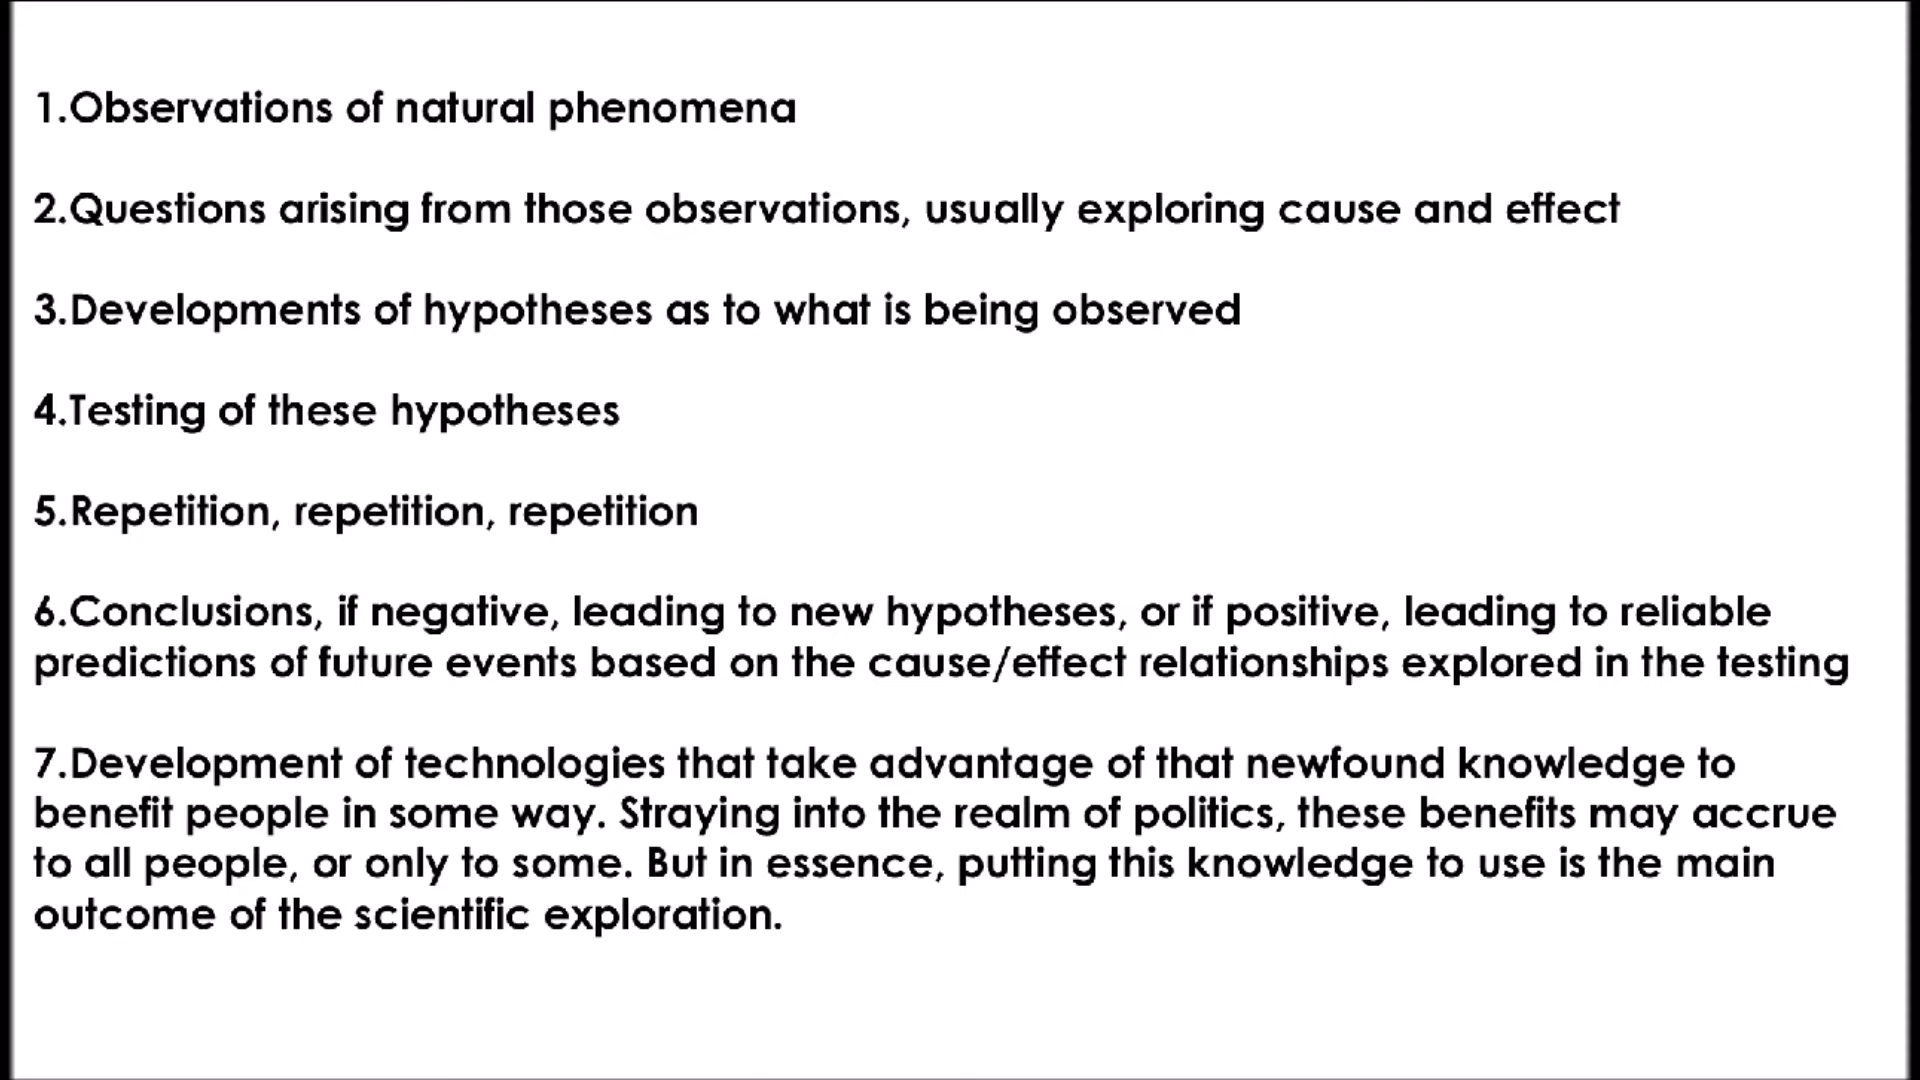 1.Observations of natural phenomena
2.Questions arising from those observations, usually exploring cause and effect
3.Developments of hypotheses as to what is being observed
4.Testing of these hypotheses
5.Repetition, repetition, repetition
6.Conclusions, if negative, leading to new hypotheses, or if positive, leading to reliable
predictions of future events based on the cause/effect relationships explored in the testing
7.Development of technologies that take advantage of that newfound knowledge to
benefit people in some way. Straying into the realm of politics, these benefits may accrue
to all people, or only to some. But in essence, putting this knowledge to use is the main
outcome of the scientific exploration.